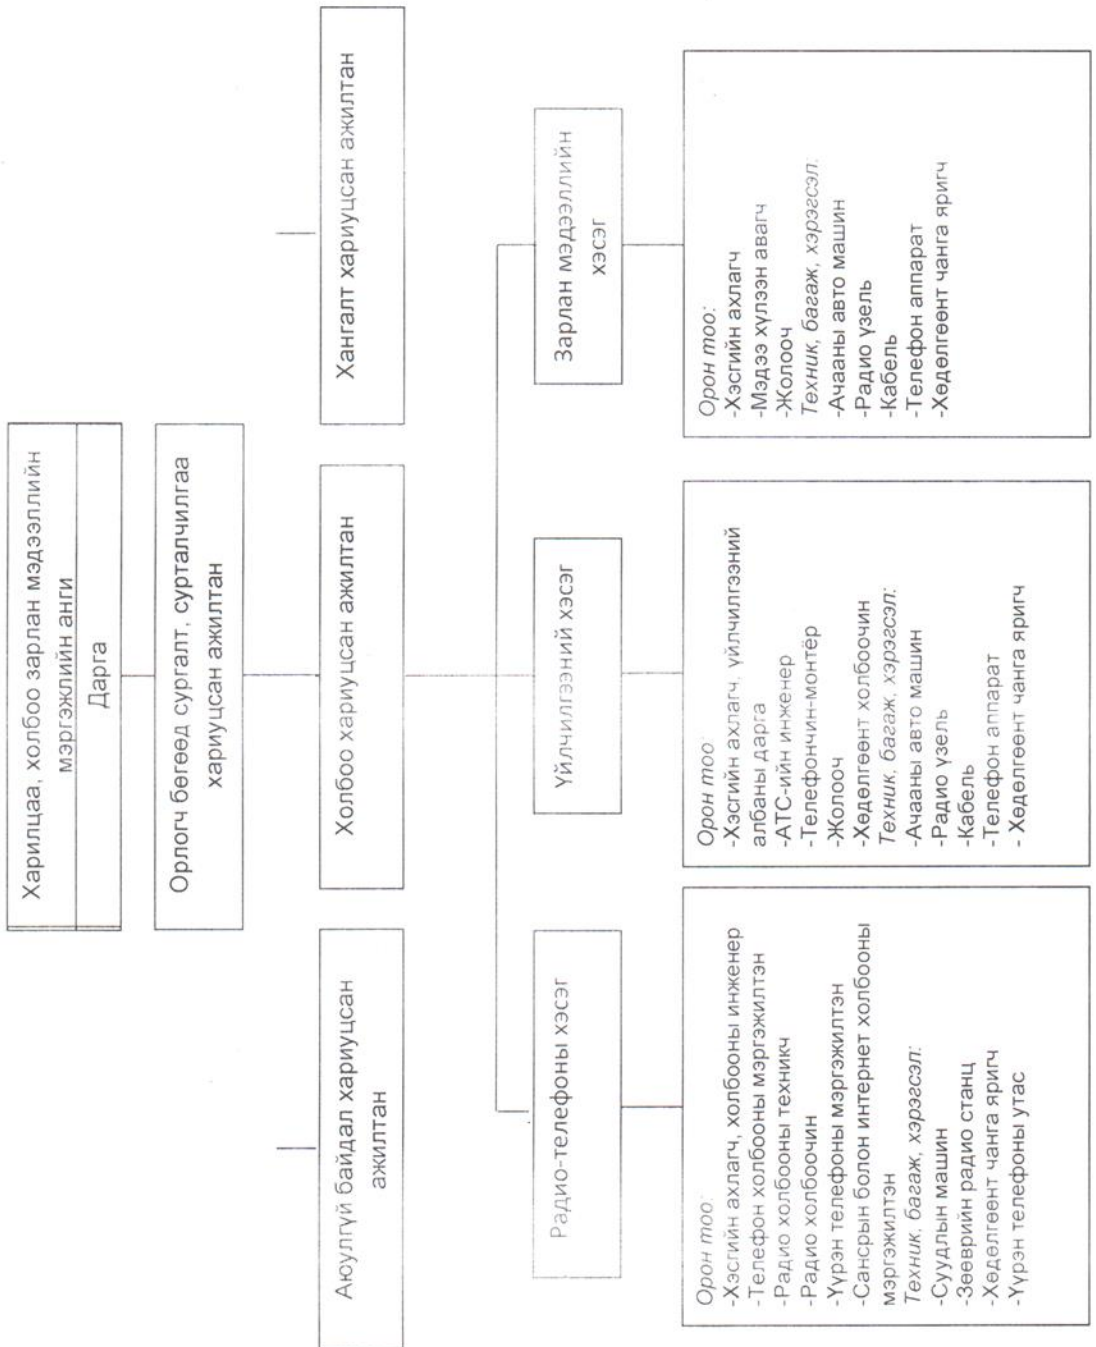 Харилцаа, холбоо зарлан мэдээллийн
мэргэжлийн анги
Дарга
Орлогч бөгөөд сургалт, сурталчилгаа
хариуцсан ажилтан
Аюулгүй байдал хариуцсан
ажилтан
Холбоо хариуцсан ажилтан
Хангалт хариуцсан ажилтан
Радио-телефоны хэсэг
Үйлчилгээний хэсэг
Зарлан мэдээллийн
хэсэг
Орон тоо:
-Хэсгийн ахлагч, холбооны инженер
-Телефон холбооны мэргэжилтэн
-Радио холбооны техникч
-Радио холбоочин
-Үүрэн телефоны мэргэжилтэн
-Сансрын болон интернет холбооны
мэргэжилтэн
Техник, багаж, хэрэгсэл:
-Суудлын машин
-Зөөврийн радио станц
-Хөдөлгөөнт чанга яригч
-Үүрэн телефоны утас
Орон тоо:
-Хэсгийн ахлагч, үйлчилгээний
албаны дарга
-АТС-ийн инженер
-Телефончин-монтёр
-Жолооч
-Хөдөлгөөнт холбоочин
Техник, багаж, хэрэгсэл:
-Ачааны авто машин
-Радио үзель
-Кабель
-Телефон аппарат
- Хөдөлгөөнт чанга яригч
Орон тоо:
-Хэсгийн ахлагч
-Мэдээ хүлээн авагч
-Жолооч
Техник, багаж, хэрэгсэл:
-Ачааны авто машин
-Радио үзель
-Кабель
-Телефон аппарат
-Хөдөлгөөнт чанга яригч